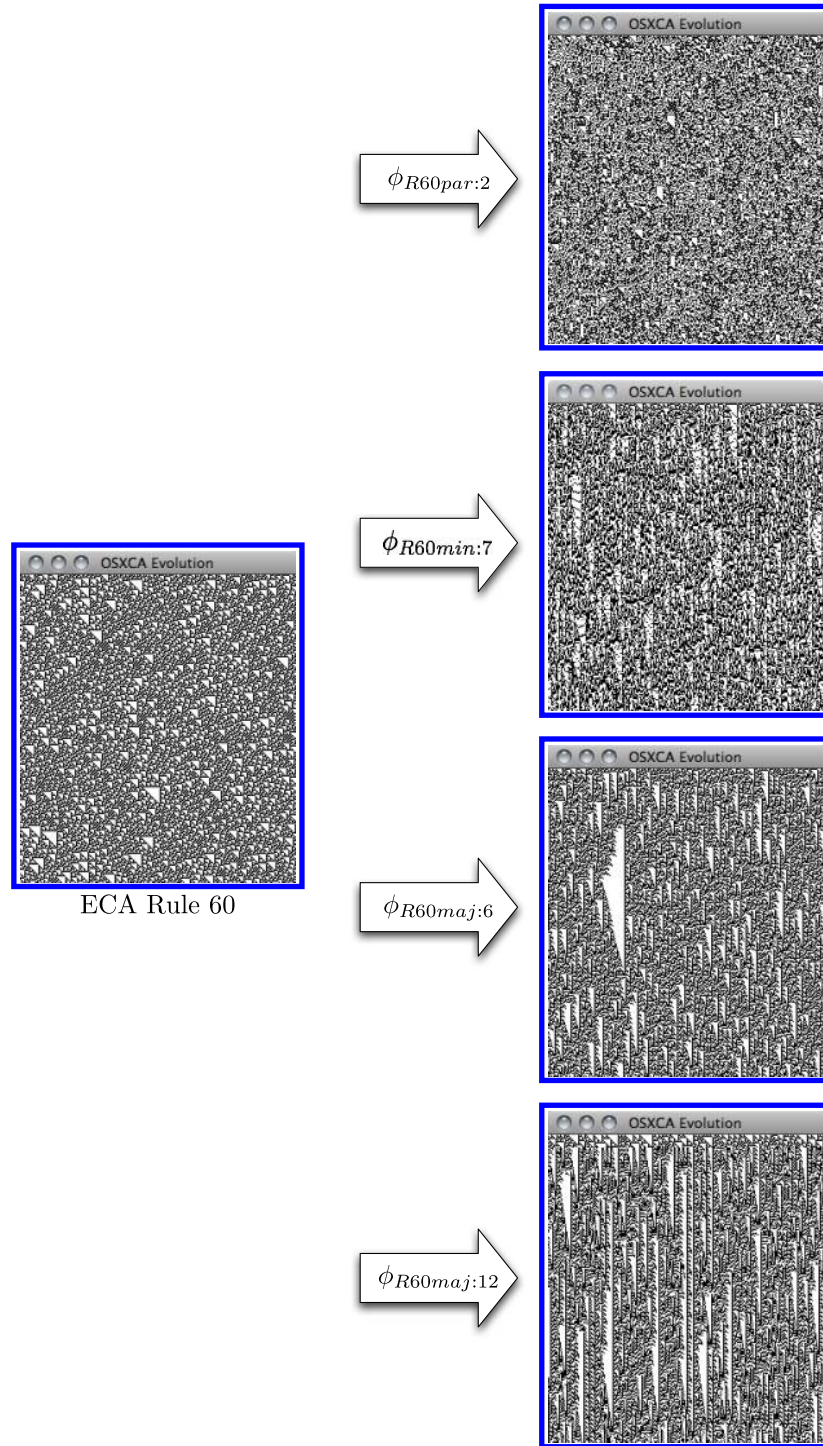 OSXCA Evolution
ϕR60par:2
OSXCA Evolution
ϕR60min:7
OSXCA Evolution
ECA Rule 60
OSXCA Evolution
ϕR60maj:6
OSXCA Evolution
ϕR60maj:12